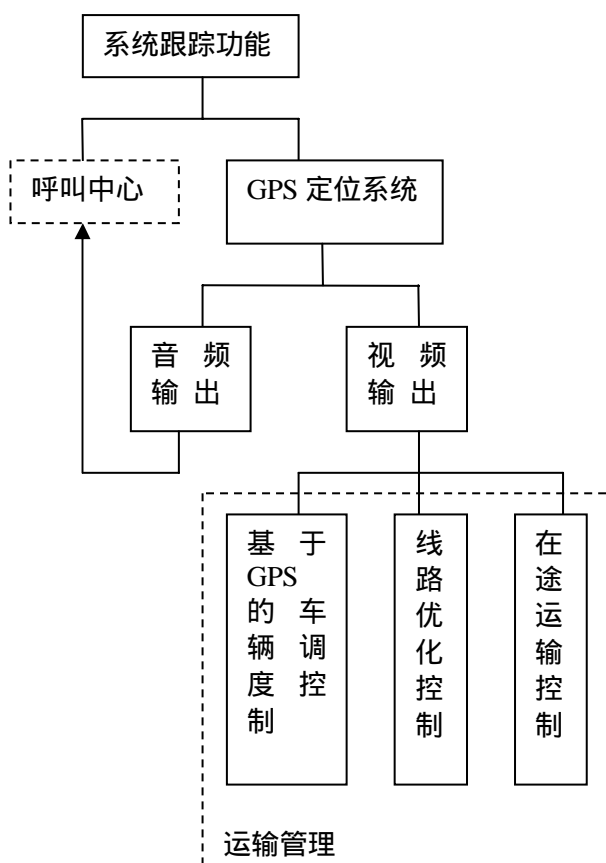 系统跟踪功能
呼叫中心
GPS 定位系统
音 频
输 出
视 频
输 出
基 于
GPS
的 车
辆 调
度 控
制
线
路
优
化
控
制
在
途
运
输
控
制
运输管理